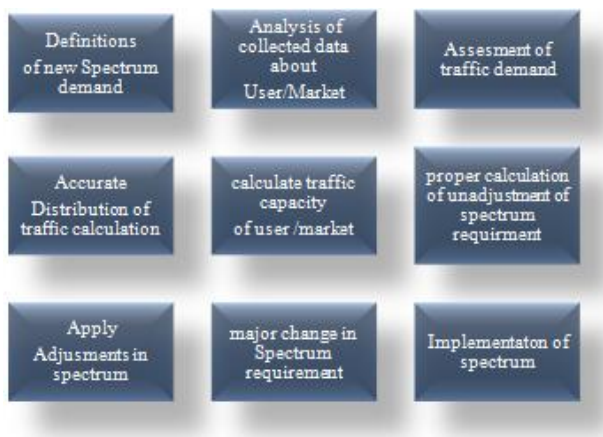 Definitions
of new Spectrum
demand
Analysis of
collected data
about
User/Market
Assesment of
traffic demand
Accurate
Distribution of
traffic calculation
calculate traffic
capacity
of user /market
proper calculation
of unadjustment of
spectrum
requirment
Apply
Adjusments in
spectrum
major change in
Spectrum
requirement
Implementaton of
spectrum